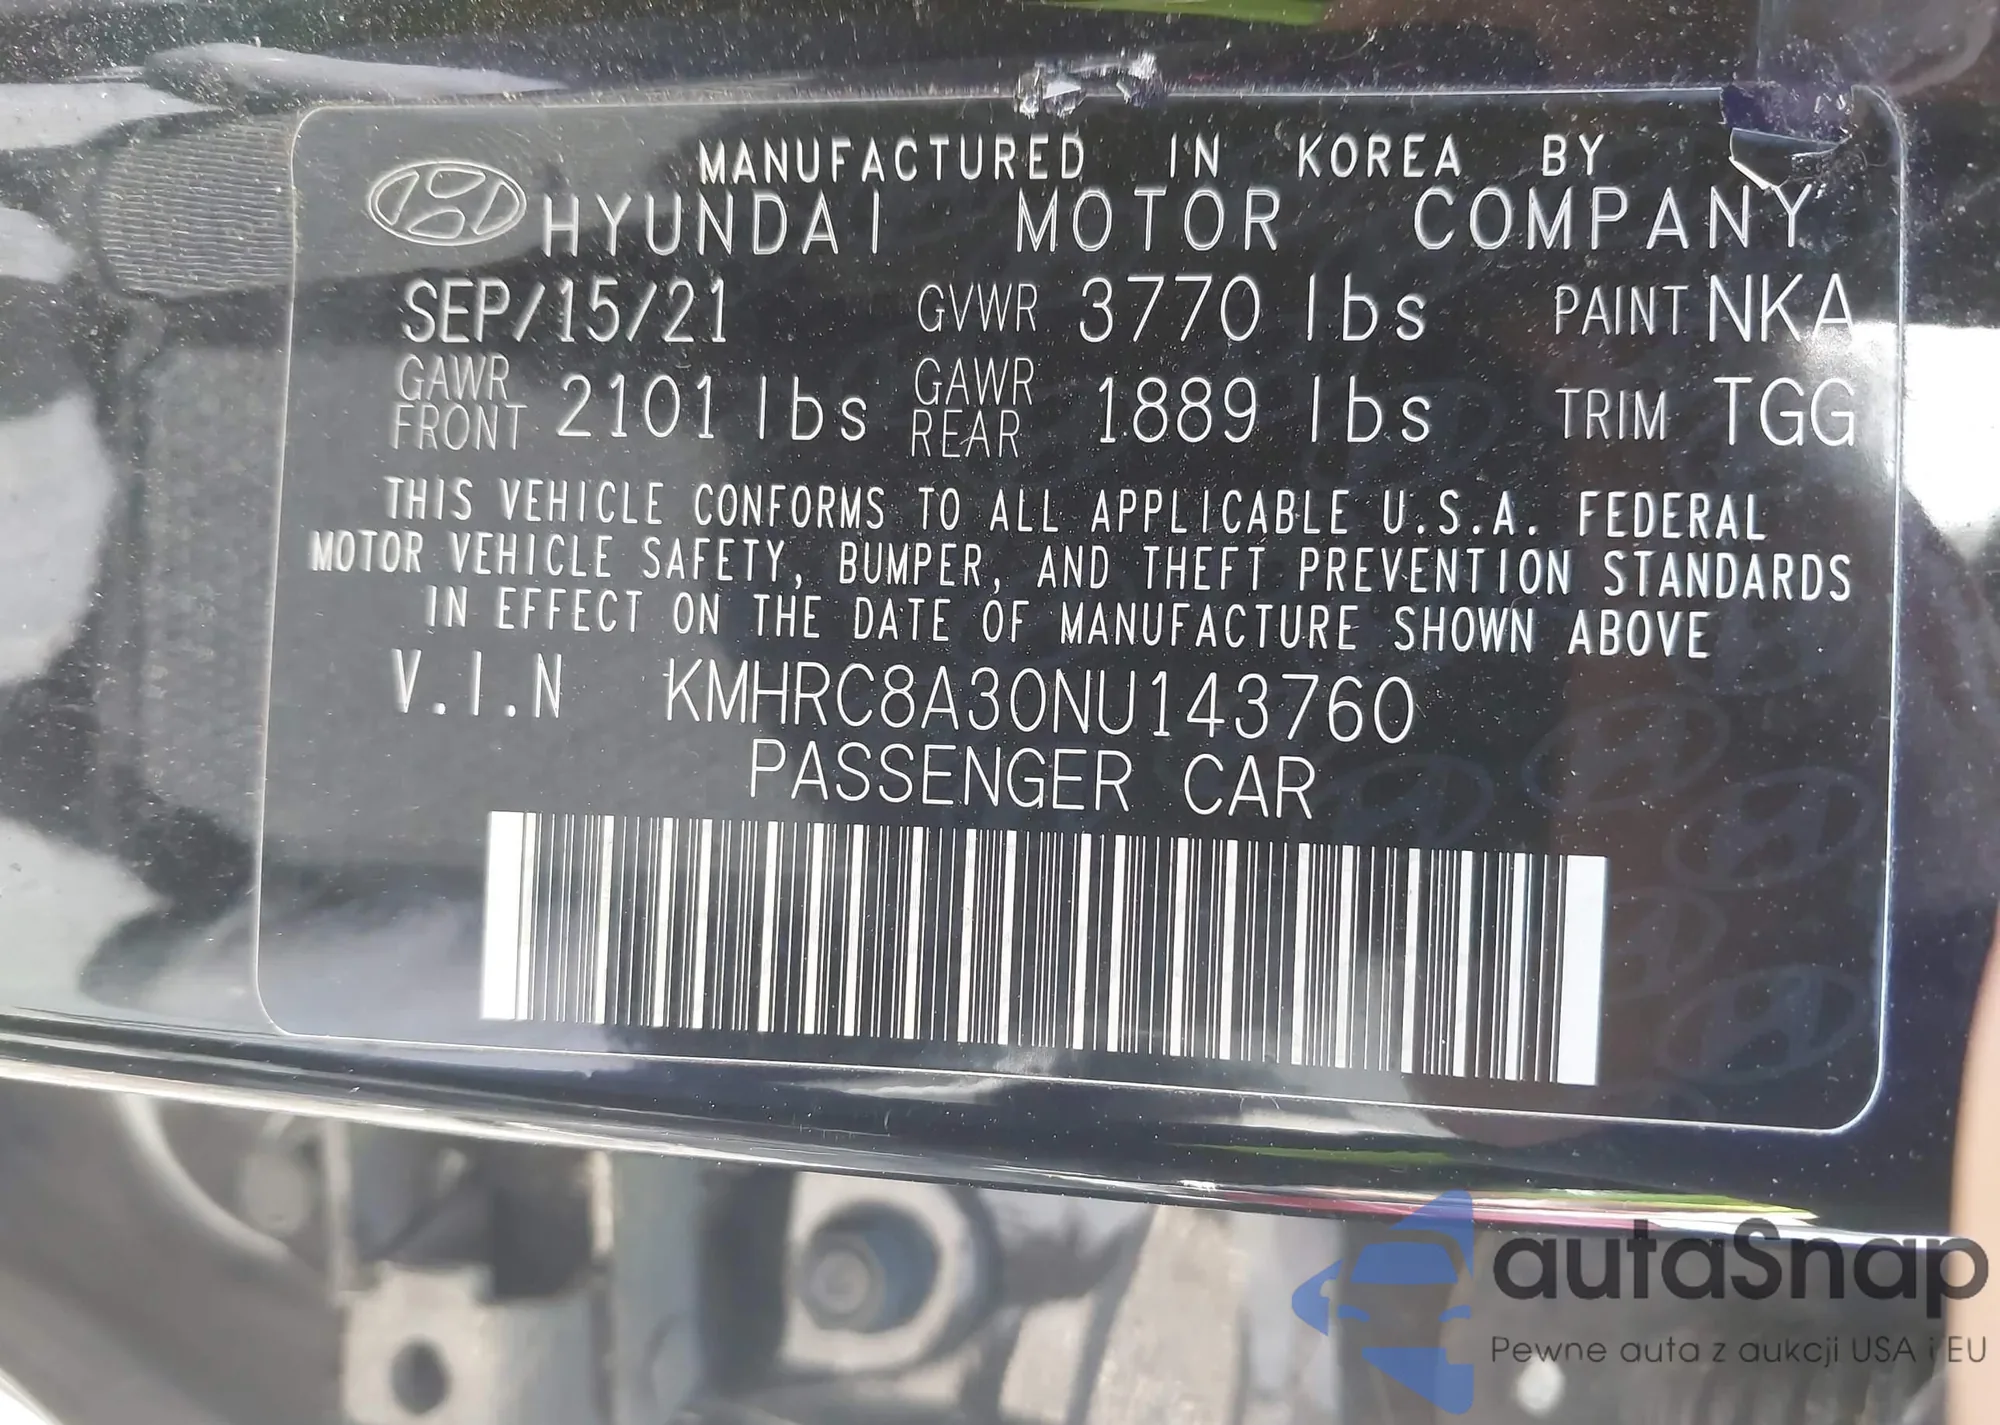 MANUFACTURED IN KOREA BY
HYUNDAI MOTOR COMPANY
SEP/15/21 GVWR 3770 lbs PAINT NKA
GAWR FRONT 2101 lbs GAWR REAR 1889 lbs TRIM TGG
THIS VEHICLE CONFORMS TO ALL APPLICABLE U.S.A. FEDERAL
MOTOR VEHICLE SAFETY, BUMPER, AND THEFT PREVENTION STANDARDS
IN EFFECT ON THE DATE OF MANUFACTURE SHOWN ABOVE
V.I.N KMHRC8A30NU143760
PASSENGER CAR
autaSnap
Pewne auta z aukcji USA i EU